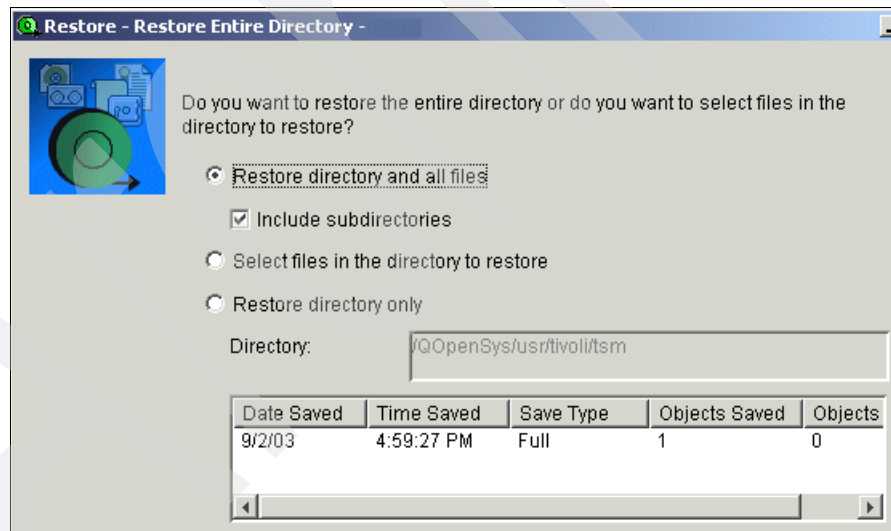 Restore - Restore Entire Directory -
Do you want to restore the entire directory or do you want to select files in the
directory to restore?
Restore directory and all files
Include subdirectories
Select files in the directory to restore
Restore directory only
Directory: /QOpenSys/usr/tivoli/tsm
Date Saved Time Saved Save Type Objects Saved Objects
9/2/03 4:59:27 PM Full 1 0